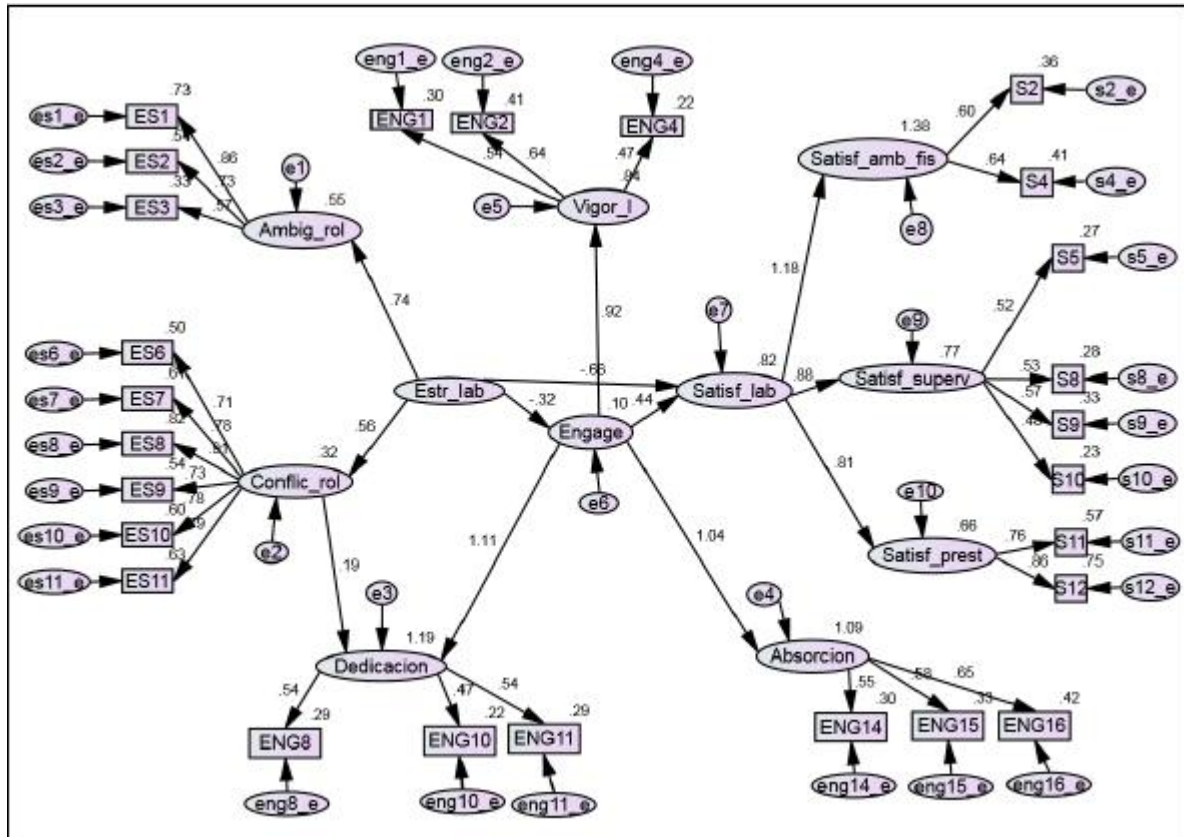 eng1_e
eng2_e
eng4_e
.36
.73
.30
.41
.22
S2
s2_e
es1_e
ES1
ENG1
ENG2
ENG4
1.38
.60
es2_e
ES2
.86
.54
.64
.47
Satisf_amb_fis
.64
.41
.73
e1
.84
S4
s4_e
es3_e
ES3
.33
.57
.55
e5
Vigor_I
e8
Ambig_rol
.27
S5
s5_e
1.18
.74
.92
e7
e9
.52
.50
es6_e
ES6
.82
.77
.28
es7_e
ES7
.71
Estr_lab
-.66
Satisf_lab
.88
Satisf_superv
.53
S8
s8_e
.78
-.32
.10
.44
.57
.33
es8_e
ES8
.82
.56
Engage
S9
s9_e
.54
.32
.81
.23
es9_e
ES9
.73
Conflic_rol
e6
S10
s10_e
.60
.78
e10
es10_e
ES10
e2
1.11
1.04
.66
.76
.57
.63
S11
s11_e
es11_e
ES11
.19
Satisf_prest
.86
.75
e3
e4
S12
s12_e
1.19
1.09
Dedicacion
Absorcion
.54
.47
.54
.55
.58
.65
.29
.22
.29
.30
.33
.42
ENG8
ENG10
ENG11
ENG14
ENG15
ENG16
eng8_e
eng10_e
eng11_e
eng14_e
eng15_e
eng16_e